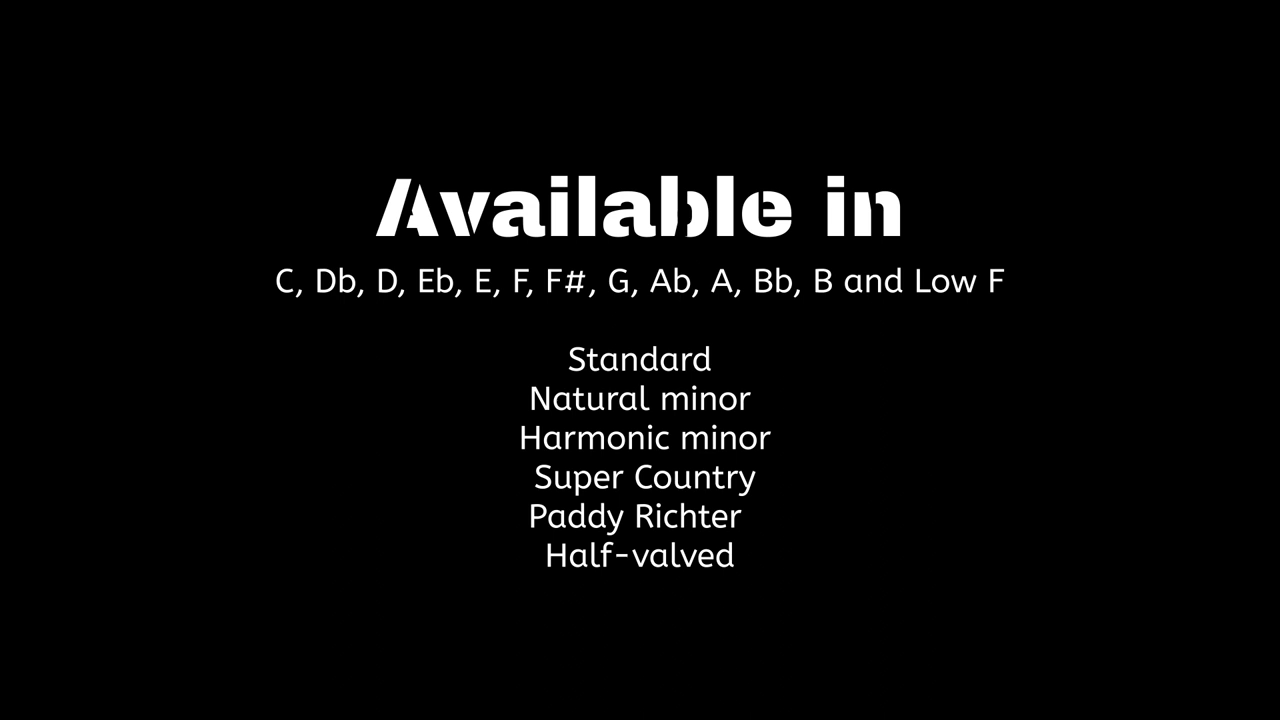 Available in
C, Db, D, Eb, E, F, F#, G, Ab, A, Bb, B and Low F
Standard
Natural minor
Harmonic minor
Super Country
Paddy Richter
Half-valved